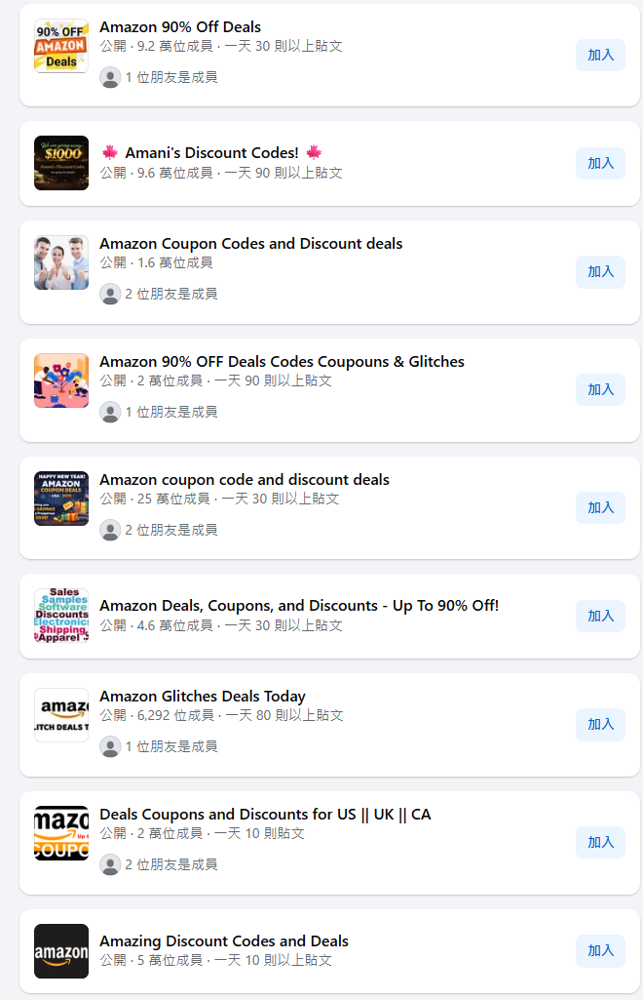 90% OFF
AMAZON
Deals
Amazon 90% Off Deals
公開 · 9.2 萬位成員 · 一天 30 則以上貼文
1 位朋友是成員
加入
We are giving away
$1000
Amani's Discount Codes
Amani's Discount Codes!
公開 · 9.6 萬位成員 · 一天 90 則以上貼文
加入
Amazon Coupon Codes and Discount deals
公開 · 1.6 萬位成員
2 位朋友是成員
加入
Amazon 90% OFF Deals Codes Coupouns & Glitches
公開 · 2 萬位成員 · 一天 90 則以上貼文
1 位朋友是成員
加入
HAPPY NEW YEAR!
AMAZON
COUPON DEALS
Amazon coupon code and discount deals
公開 · 25 萬位成員 · 一天 30 則以上貼文
2 位朋友是成員
加入
Sales
Samples
Software
Discounts
Electronic
Shipping
Apparel
Amazon Deals, Coupons, and Discounts - Up To 90% Off!
公開 · 4.6 萬位成員 · 一天 30 則以上貼文
加入
amaz
LITCH DEALS T
Amazon Glitches Deals Today
公開 · 6,292 位成員 · 一天 80 則以上貼文
1 位朋友是成員
加入
mazo
Up t
COUPO
Deals Coupons and Discounts for US || UK || CA
公開 · 2 萬位成員 · 一天 10 則貼文
2 位朋友是成員
加入
amazon
Amazing Discount Codes and Deals
公開 · 5 萬位成員 · 一天 10 則貼文
加入